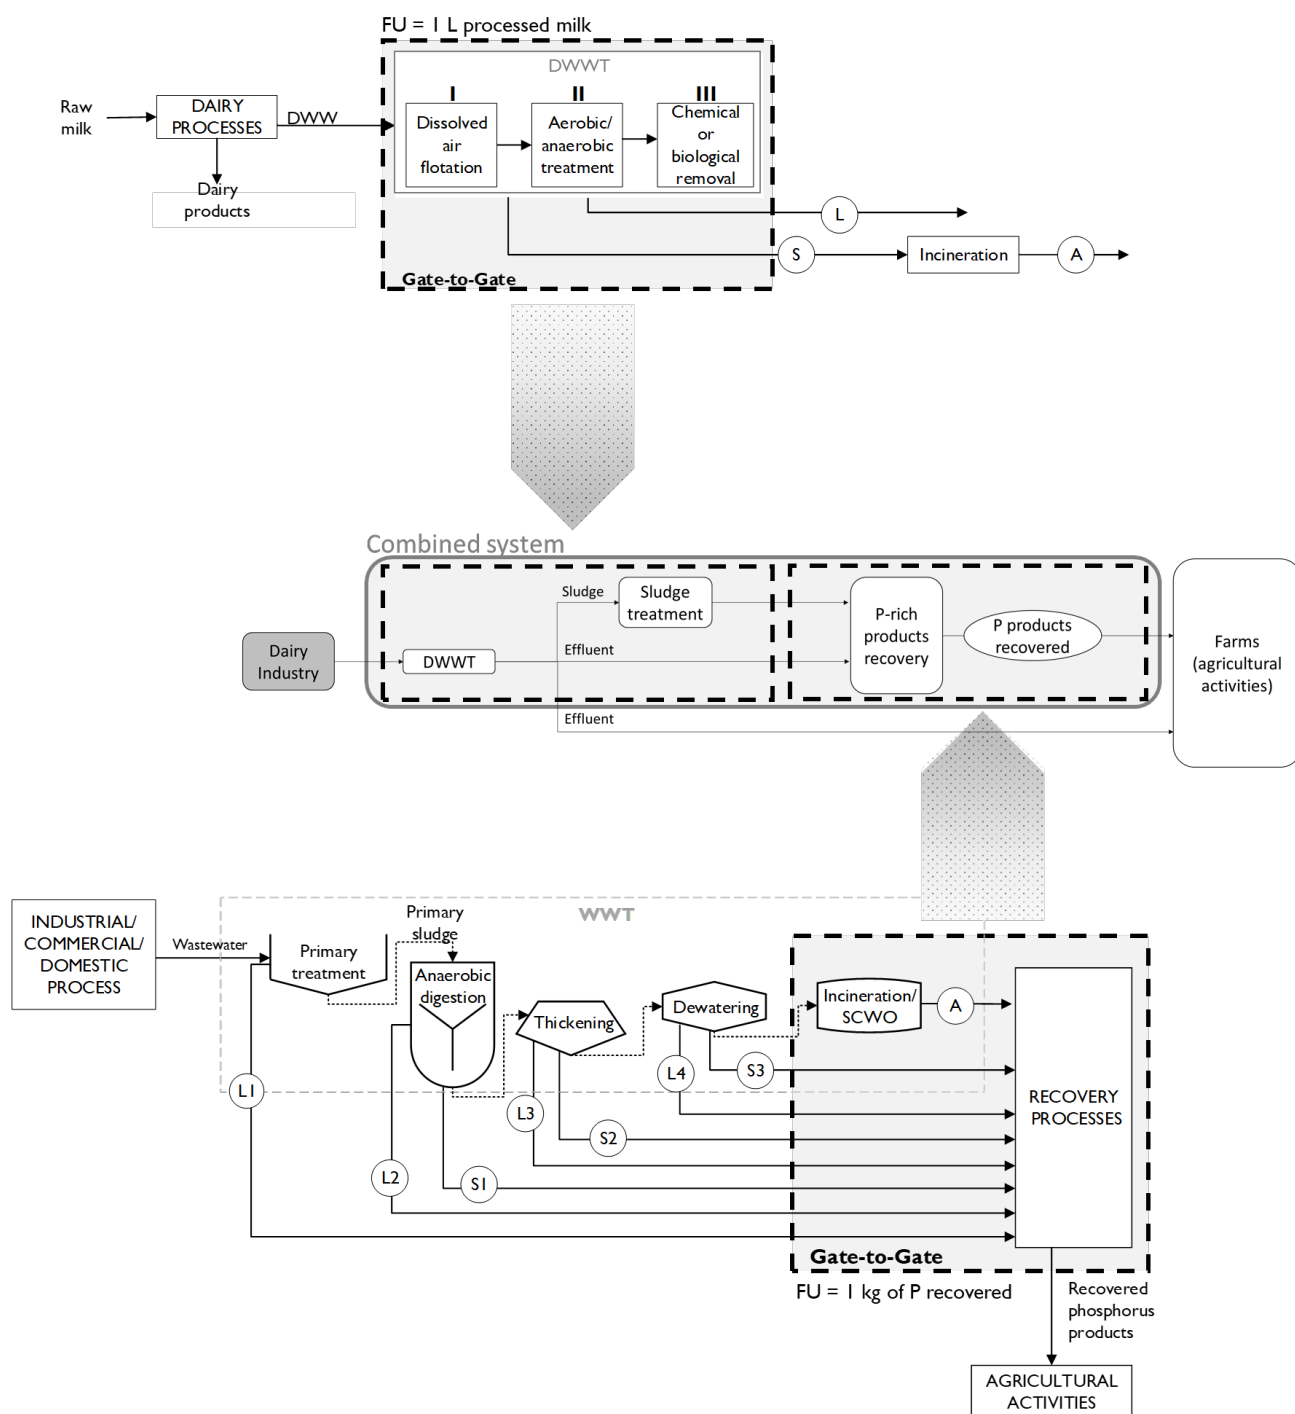 FU = 1 L processed milk
DWWT
I
II
III
Raw
milk
DAIRY
PROCESSES
DWW
Dissolved
air
flotation
Aerobic/
anaerobic
treatment
Chemical
or
biological
removal
Dairy
products
L
S
Incineration
A
Gate-to-Gate
Combined system
Sludge
Sludge
treatment
Dairy
Industry
DWWT
Effluent
Effluent
P-rich
products
recovery
P products
recovered
Farms
(agricultural
activities)
WWT
INDUSTRIAL/
COMMERCIAL/
DOMESTIC
PROCESS
Wastewater
Primary
treatment
Primary
sludge
Anaerobic
digestion
Thickening
Dewatering
Incineration/
SCWO
A
L1
L2
S1
L3
S2
L4
S3
RECOVERY
PROCESSES
Gate-to-Gate
FU = 1 kg of P recovered
Recovered
phosphorus
products
AGRICULTURAL
ACTIVITIES